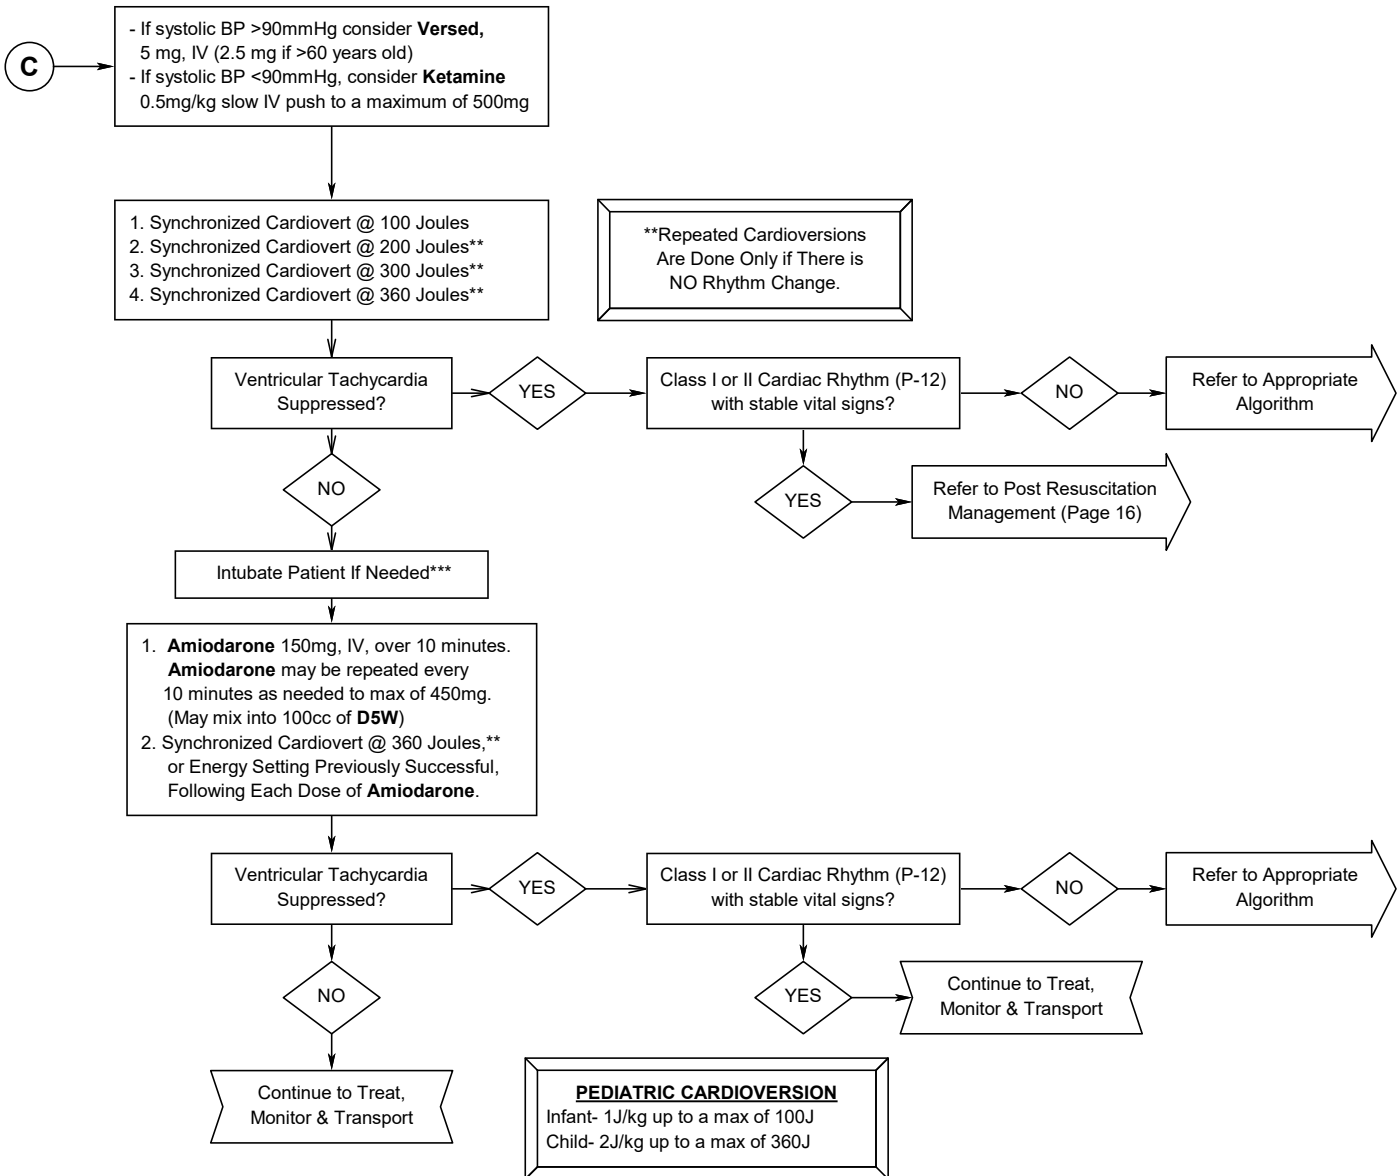 C
- If systolic BP >90mmHg consider Versed,
5 mg, IV (2.5 mg if >60 years old)
- If systolic BP <90mmHg, consider Ketamine
0.5mg/kg slow IV push to a maximum of 500mg
1. Synchronized Cardiovert @ 100 Joules
2. Synchronized Cardiovert @ 200 Joules**
3. Synchronized Cardiovert @ 300 Joules**
4. Synchronized Cardiovert @ 360 Joules**
**Repeated Cardioversions
Are Done Only if There is
NO Rhythm Change.
Ventricular Tachycardia
Suppressed?
YES
Class I or II Cardiac Rhythm (P-12)
with stable vital signs?
NO
Refer to Appropriate
Algorithm
NO
YES
Refer to Post Resuscitation
Management (Page 16)
Intubate Patient If Needed***
1. Amiodarone 150mg, IV, over 10 minutes.
Amiodarone may be repeated every
10 minutes as needed to max of 450mg.
(May mix into 100cc of D5W)
2. Synchronized Cardiovert @ 360 Joules,**
or Energy Setting Previously Successful,
Following Each Dose of Amiodarone.
Ventricular Tachycardia
Suppressed?
YES
Class I or II Cardiac Rhythm (P-12)
with stable vital signs?
NO
Refer to Appropriate
Algorithm
NO
YES
Continue to Treat,
Monitor & Transport
Continue to Treat,
Monitor & Transport
PEDIATRIC CARDIOVERSION
Infant- 1J/kg up to a max of 100J
Child- 2J/kg up to a max of 360J